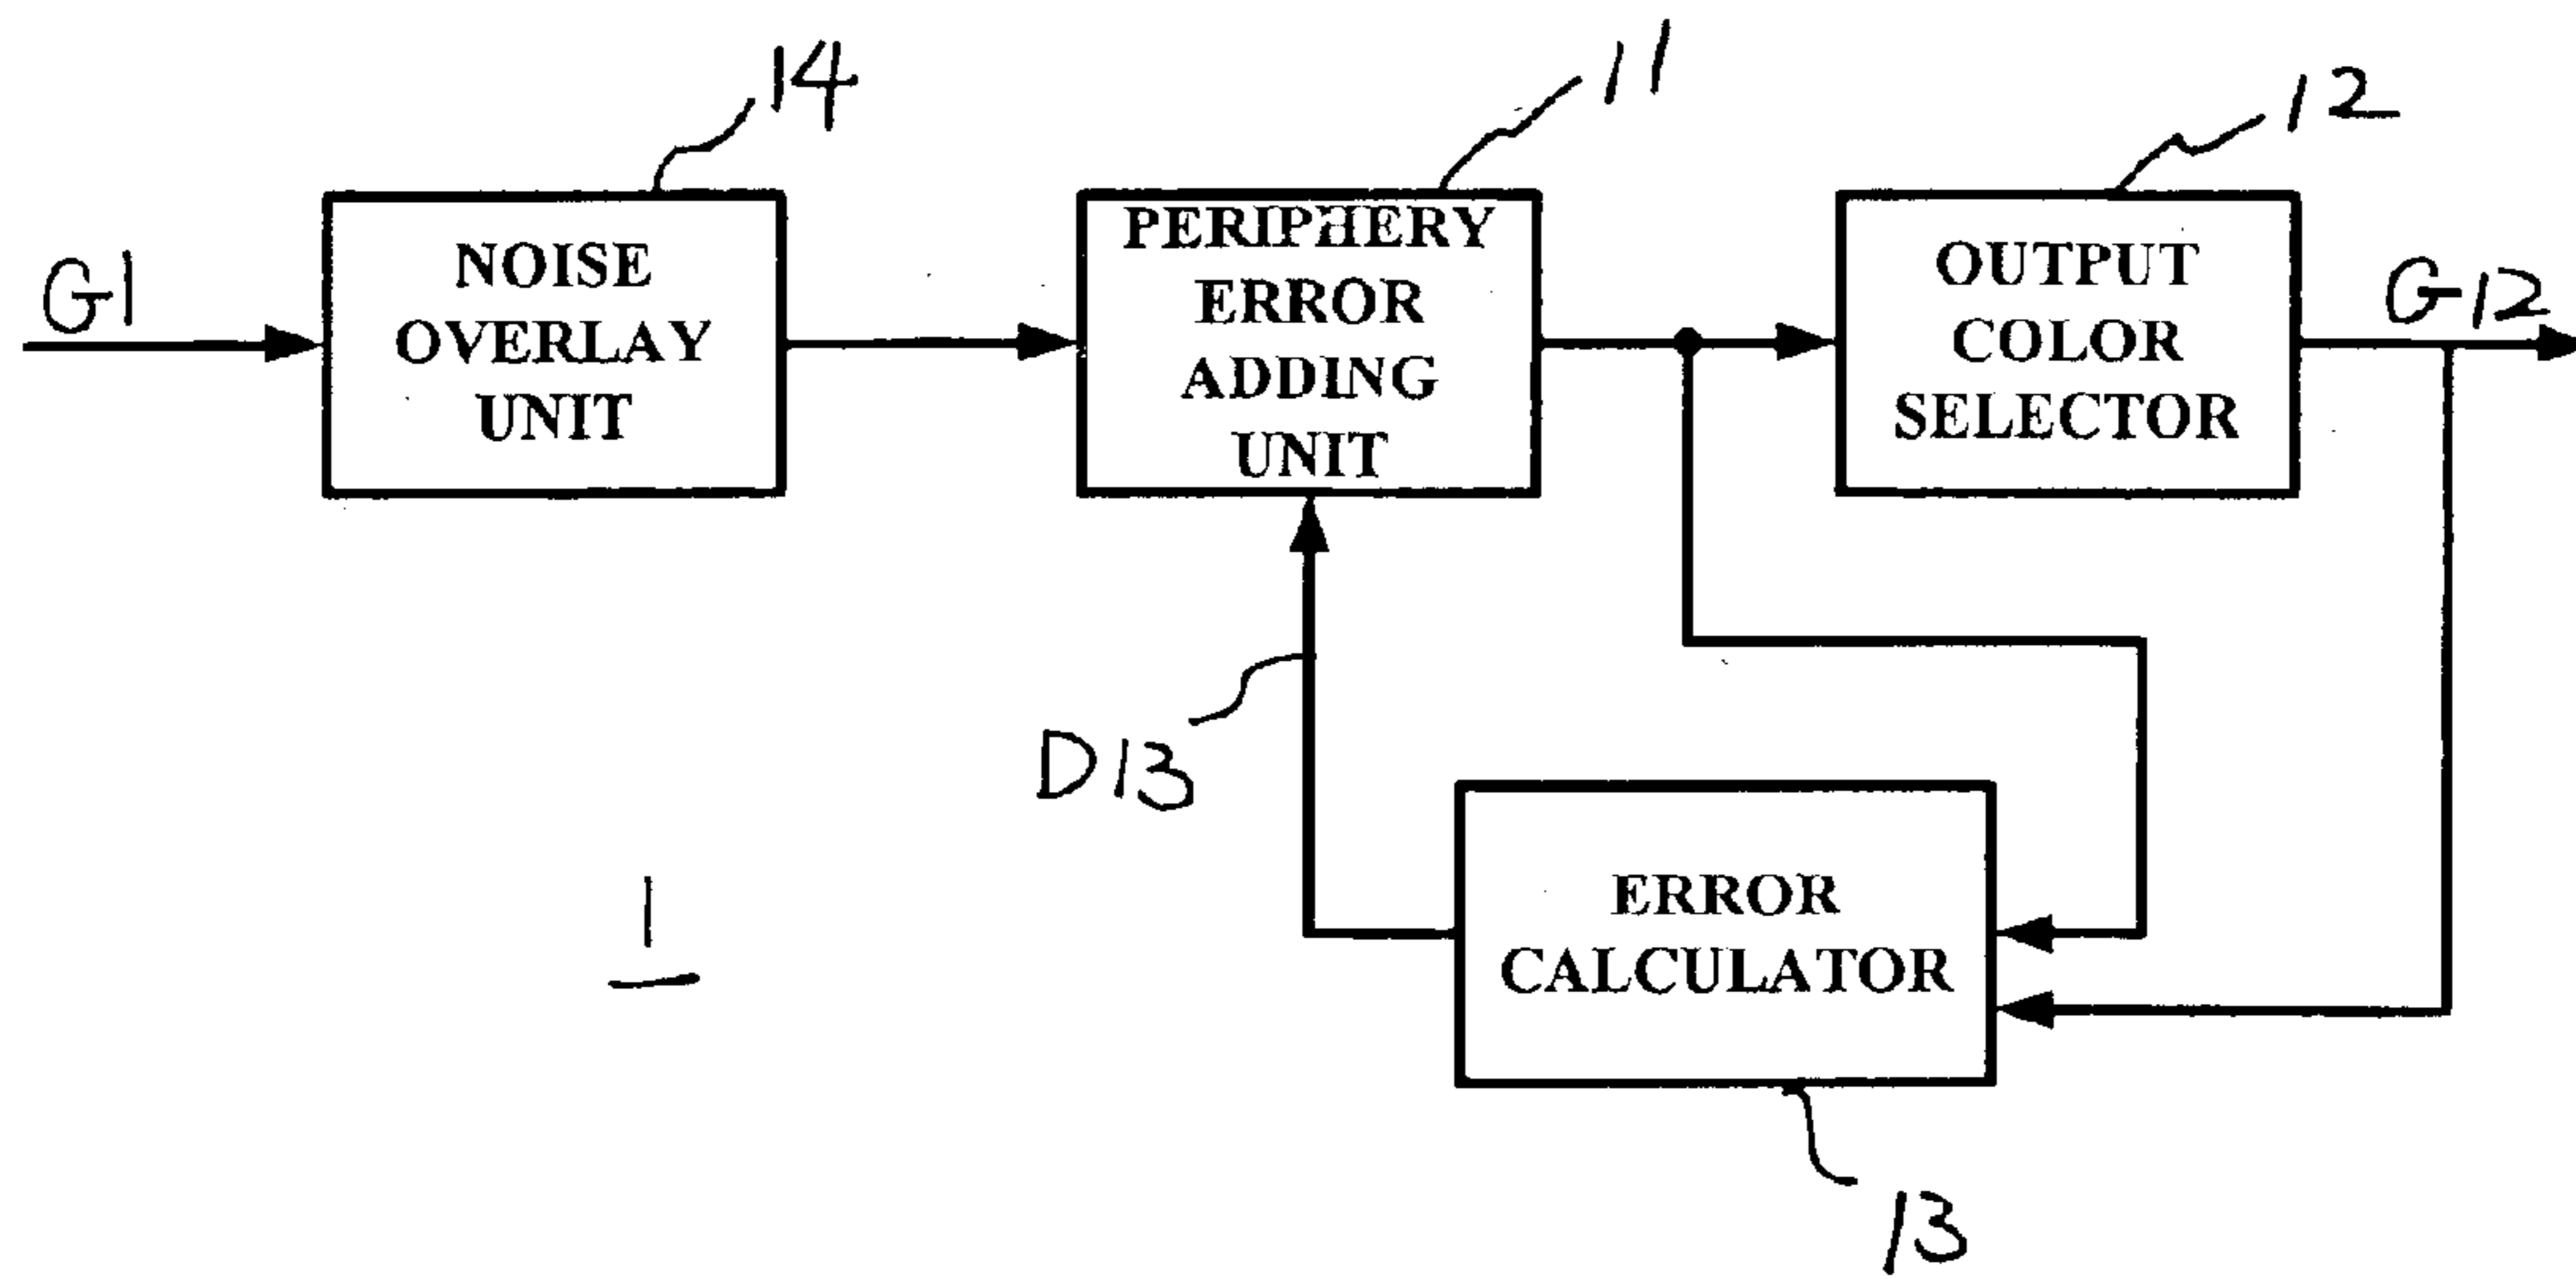 14
11
12
G1
NOISE
OVERLAY
UNIT
PERIPHERY
ERROR
ADDING
UNIT
OUTPUT
COLOR
SELECTOR
G12
D13
1
ERROR
CALCULATOR
13